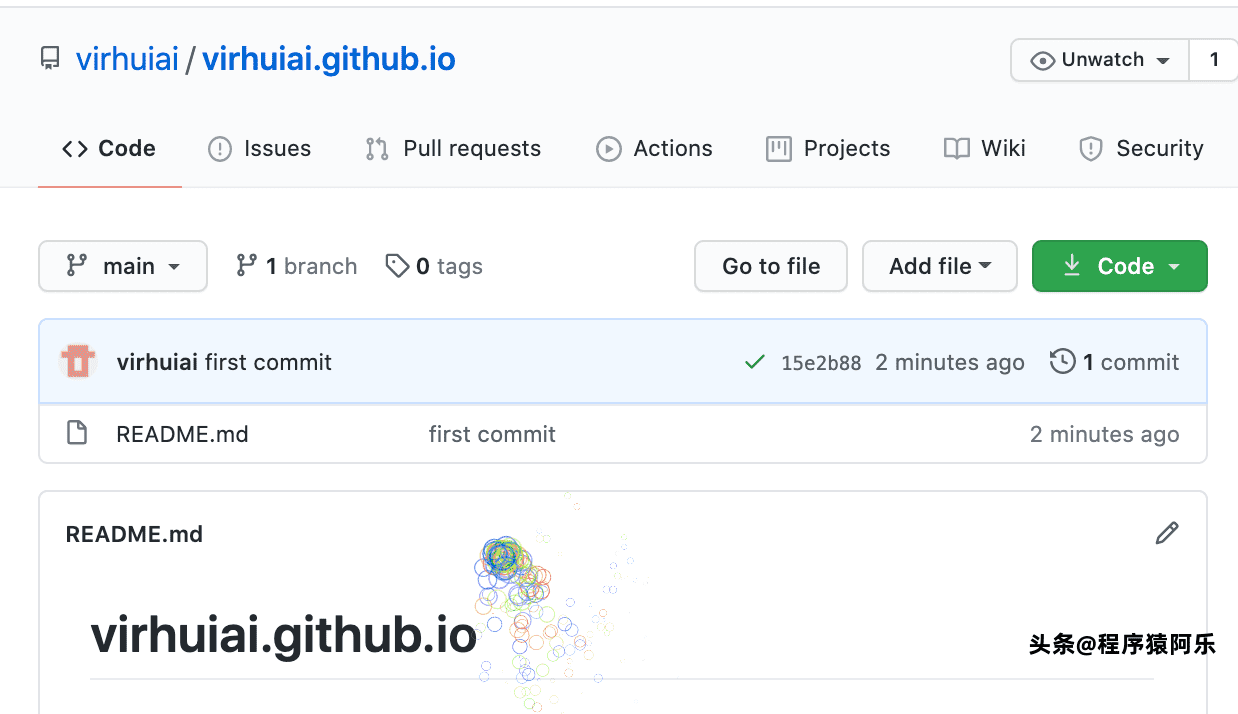 virhuiai / virhuiai.github.io
Unwatch 1
Code Issues Pull requests Actions Projects Wiki Security
main 1 branch 0 tags Go to file Add file Code
virhuiai first commit 15e2b88 2 minutes ago 1 commit
README.md first commit 2 minutes ago
README.md
virhuiai.github.io
头条@程序猿阿乐